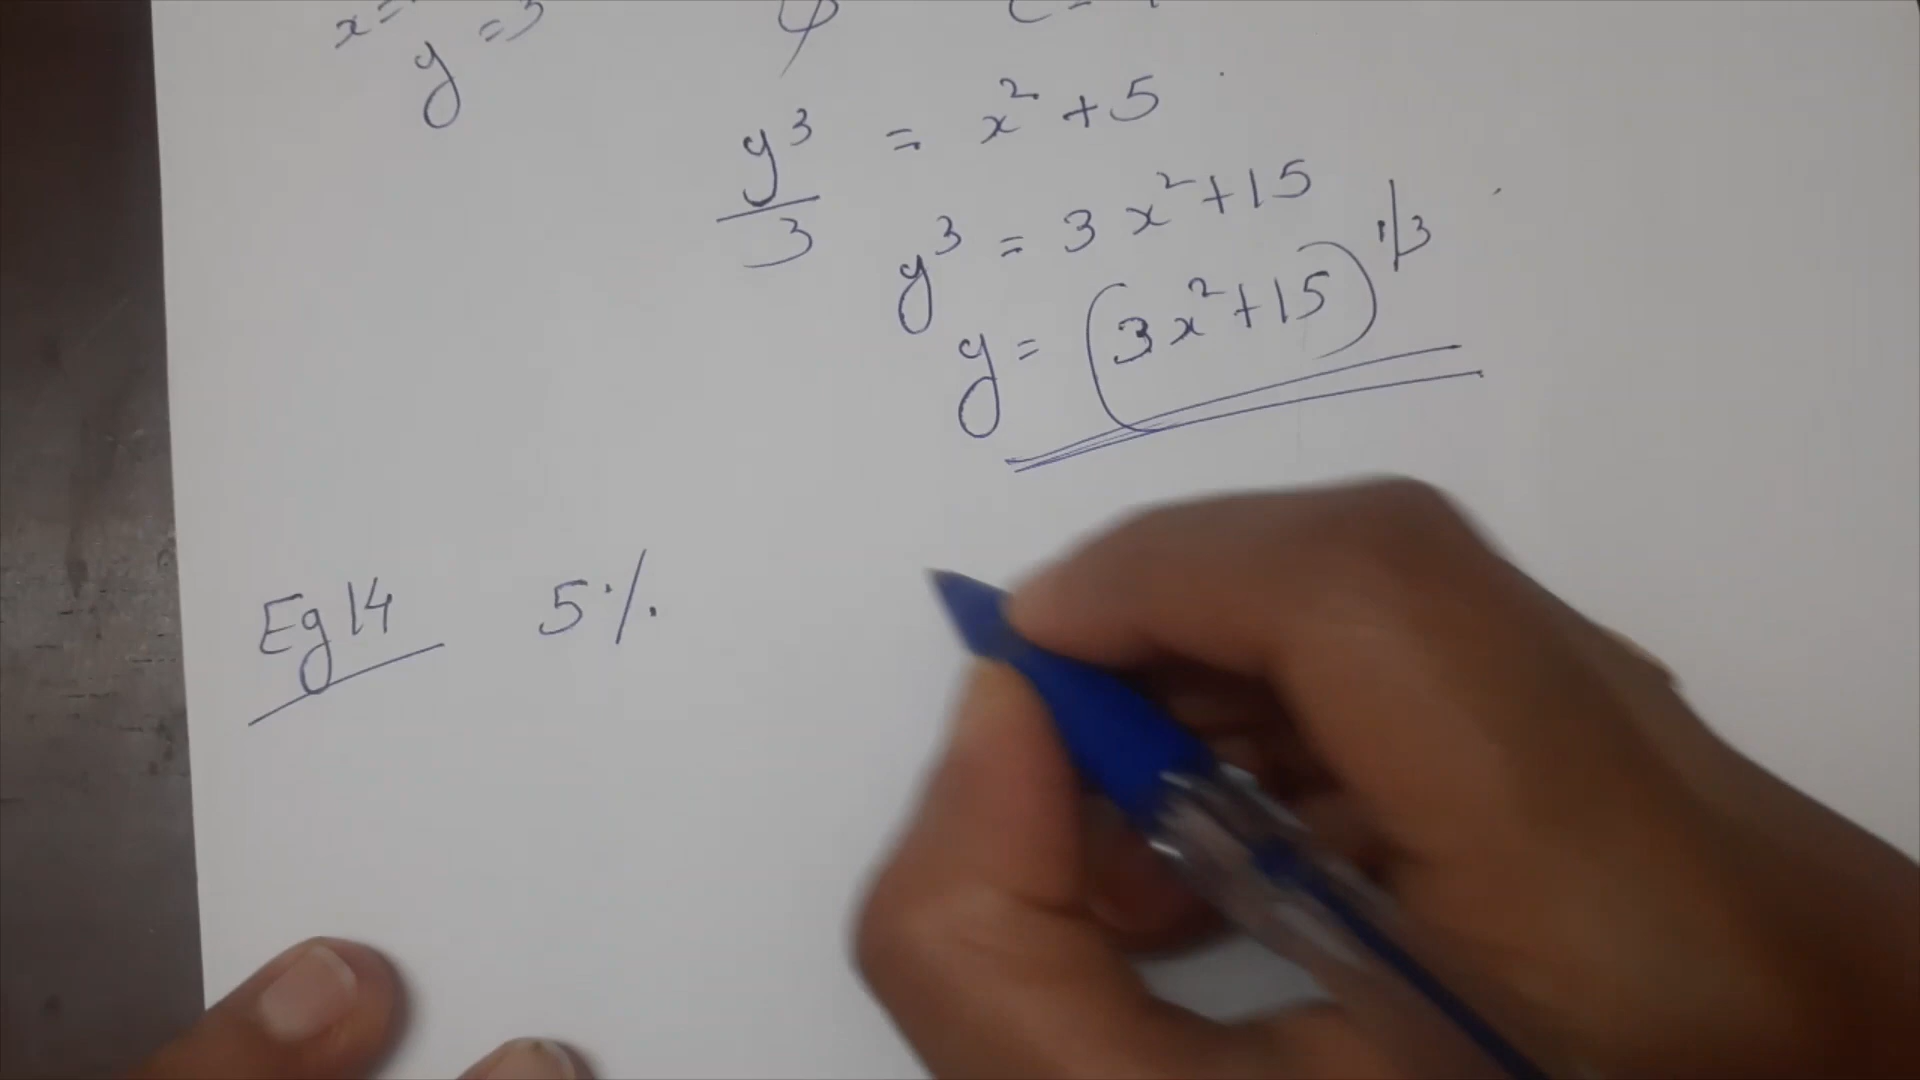 x=
y =3
y³/3 = x² + 5
y³ = 3x² + 15
y = (3x² + 15)^1/3
Eg 14 5%